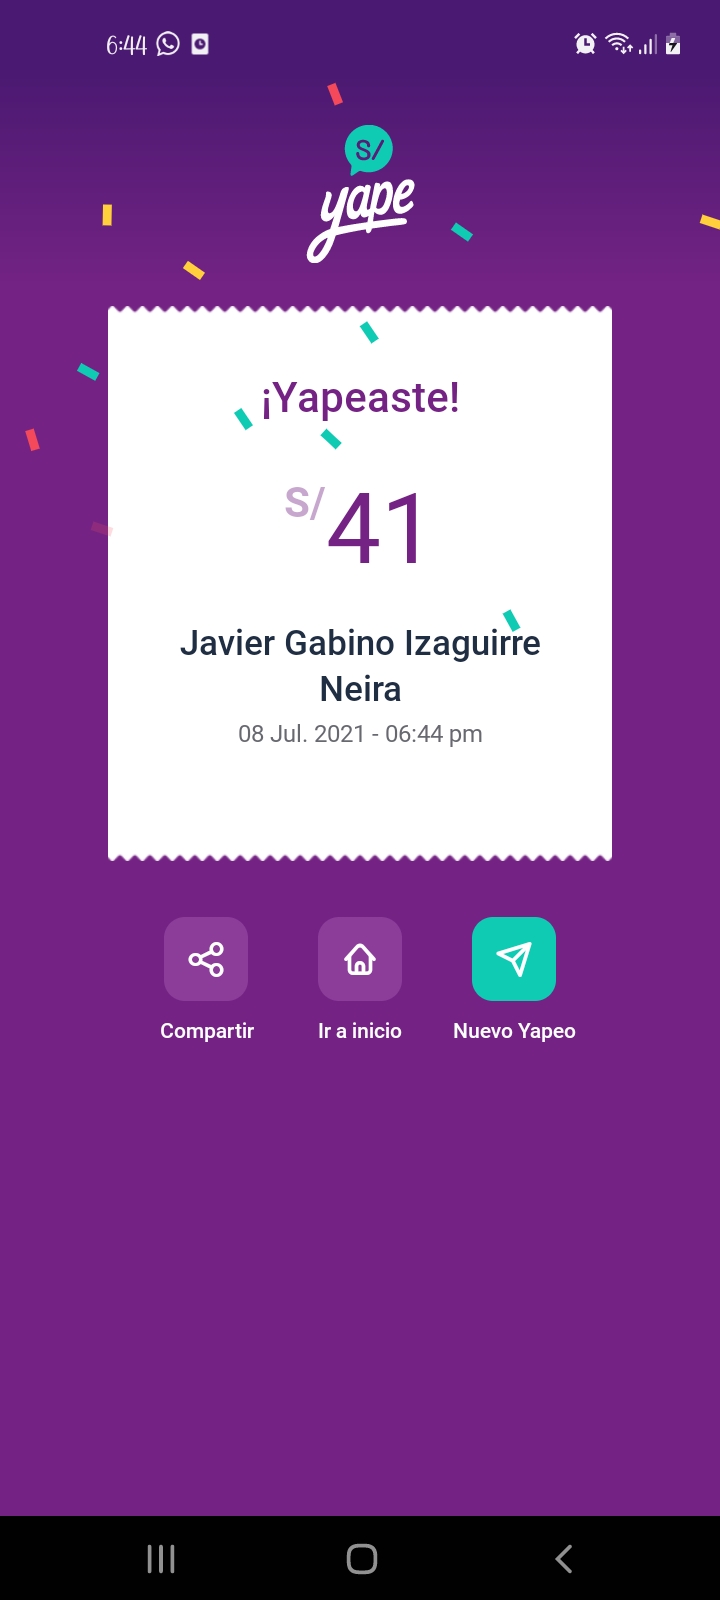 6:44
S/
yape
¡Yapeaste!
S/ 41
Javier Gabino Izaguirre
Neira
08 Jul. 2021 - 06:44 pm
Compartir Ir a inicio Nuevo Yapeo